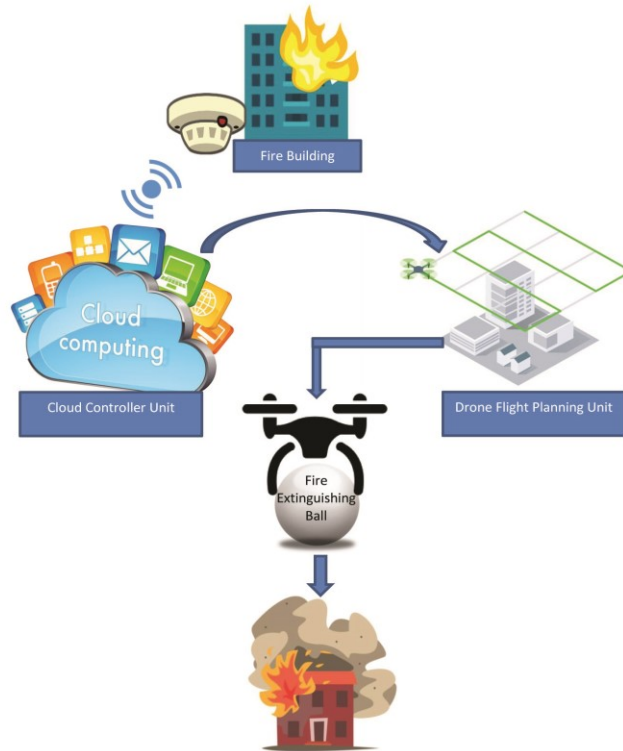 Fire Building
Cloud
computing
Cloud Controller Unit
Drone Flight Planning Unit
Fire
Extinguishing
Ball